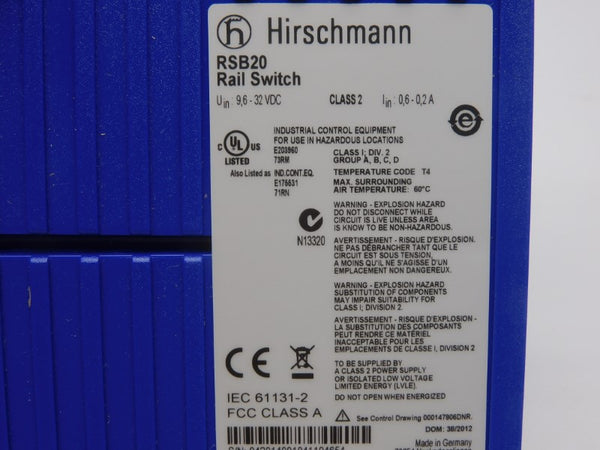 Hirschmann
RSB20
Rail Switch
Uin : 9,6 - 32 VDC CLASS 2 Iin : 0,6 - 0,2 A
INDUSTRIAL CONTROL EQUIPMENT
FOR USE IN HAZARDOUS LOCATIONS
C UL US LISTED
E203960 CLASS I; DIV. 2
73RM GROUP A, B, C, D
Also Listed as IND.CONT.EQ. TEMPERATURE CODE T4
E176631 MAX. SURROUNDING
71RN AIR TEMPERATURE: 60°C
WARNING - EXPLOSION HAZARD
DO NOT DISCONNECT WHILE
CIRCUIT IS LIVE UNLESS AREA
IS KNOW TO BE NON-HAZARDOUS.
N13320
AVERTISSEMENT - RISQUE D'EXPLOSION.
NE PAS DÉBRANCHER TANT QUE LE
CIRCUIT EST SOUS TENSION,
A MOINS QU'IL NE S'AGISSE D'UN
EMPLACEMENT NON DANGEREUX.
WARNING - EXPLOSION HAZARD
SUBSTITUTION OF COMPONENTS
MAY IMPAIR SUITABILITY FOR
CLASS I; DIVISION 2.
AVERTISSEMENT - RISQUE D'EXPLOSION -
LA SUBSTITUTION DES COMPOSANTS
PEUT RENDRE CE MATÉRIEL
INACCEPTABLE POUR LES
EMPLACEMENTS DE CLASSE I, DIVISION 2
CE
TO BE SUPPLIED BY
A CLASS 2 POWER SUPPLY
OR ISOLATED LOW VOLTAGE
LIMITED ENERGY (LVLE).
IEC 61131-2 DO NOT OPEN WHEN ENERGIZED
FCC CLASS A See Control Drawing 000147906DNR.
DOM: 38/2012
Made in Germany